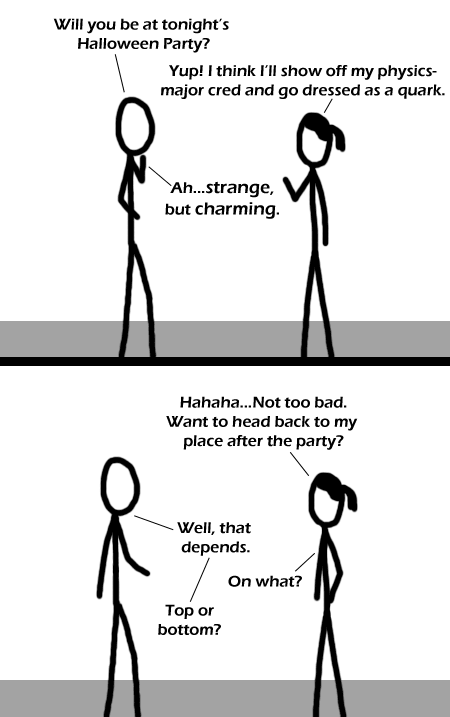 Will you be at tonight's
Halloween Party?
Yup! I think I'll show off my physics-
major cred and go dressed as a quark.
Ah...strange,
but charming.
Hahaha...Not too bad.
Want to head back to my
place after the party?
Well, that
depends.
On what?
Top or
bottom?